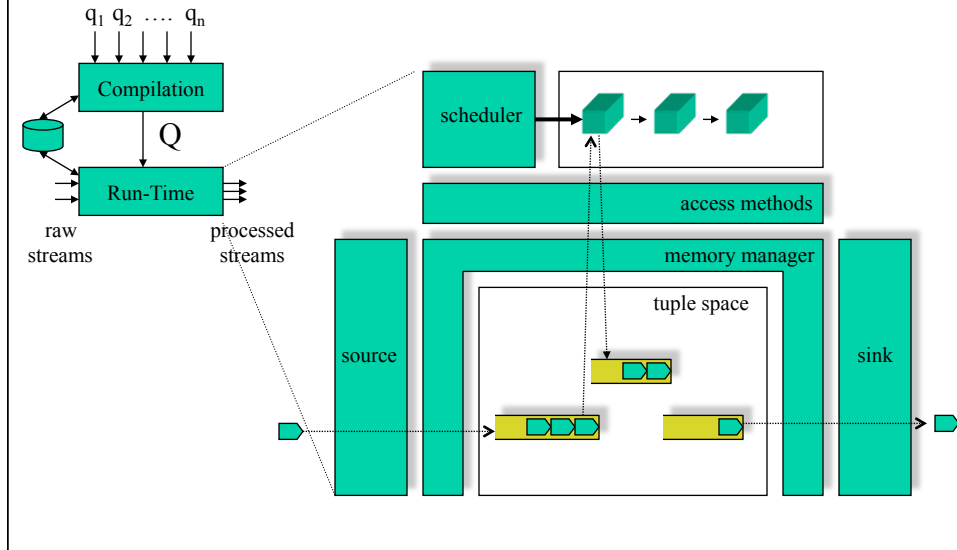 q1 q2 …. qn
Compilation
Q
Run-Time
raw
streams
processed
streams
scheduler
access methods
memory manager
tuple space
source
sink